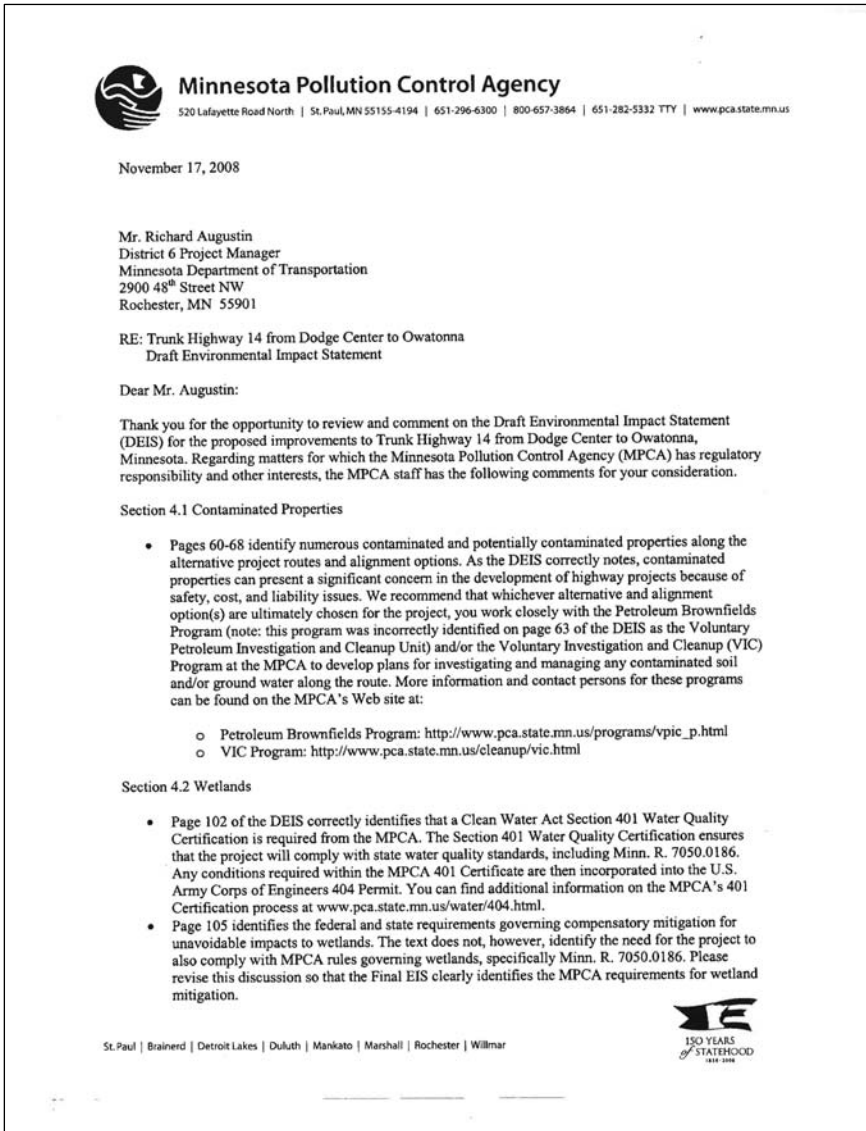 Minnesota Pollution Control Agency
520 Lafayette Road North | St. Paul, MN 55155-4194 | 651-296-6300 | 800-657-3864 | 651-282-5332 TTY | www.pca.state.mn.us
November 17, 2008
Mr. Richard Augustin
District 6 Project Manager
Minnesota Department of Transportation
2900 48th Street NW
Rochester, MN 55901
RE: Trunk Highway 14 from Dodge Center to Owatonna
Draft Environmental Impact Statement
Dear Mr. Augustin:
Thank you for the opportunity to review and comment on the Draft Environmental Impact Statement
(DEIS) for the proposed improvements to Trunk Highway 14 from Dodge Center to Owatonna,
Minnesota. Regarding matters for which the Minnesota Pollution Control Agency (MPCA) has regulatory
responsibility and other interests, the MPCA staff has the following comments for your consideration.
Section 4.1 Contaminated Properties
• Pages 60-68 identify numerous contaminated and potentially contaminated properties along the
alternative project routes and alignment options. As the DEIS correctly notes, contaminated
properties can present a significant concern in the development of highway projects because of
safety, cost, and liability issues. We recommend that whichever alternative and alignment
option(s) are ultimately chosen for the project, you work closely with the Petroleum Brownfields
Program (note: this program was incorrectly identified on page 63 of the DEIS as the Voluntary
Petroleum Investigation and Cleanup Unit) and/or the Voluntary Investigation and Cleanup (VIC)
Program at the MPCA to develop plans for investigating and managing any contaminated soil
and/or ground water along the route. More information and contact persons for these programs
can be found on the MPCA's Web site at:
o Petroleum Brownfields Program: http://www.pca.state.mn.us/programs/vpic_p.html
o VIC Program: http://www.pca.state.mn.us/cleanup/vic.html
Section 4.2 Wetlands
• Page 102 of the DEIS correctly identifies that a Clean Water Act Section 401 Water Quality
Certification is required from the MPCA. The Section 401 Water Quality Certification ensures
that the project will comply with state water quality standards, including Minn. R. 7050.0186.
Any conditions required within the MPCA 401 Certificate are then incorporated into the U.S.
Army Corps of Engineers 404 Permit. You can find additional information on the MPCA's 401
Certification process at www.pca.state.mn.us/water/404.html.
• Page 105 identifies the federal and state requirements governing compensatory mitigation for
unavoidable impacts to wetlands. The text does not, however, identify the need for the project to
also comply with MPCA rules governing wetlands, specifically Minn. R. 7050.0186. Please
revise this discussion so that the Final EIS clearly identifies the MPCA requirements for wetland
mitigation.
St. Paul | Brainerd | Detroit Lakes | Duluth | Mankato | Marshall | Rochester | Willmar
150 YEARS
of STATEHOOD
1858-2008